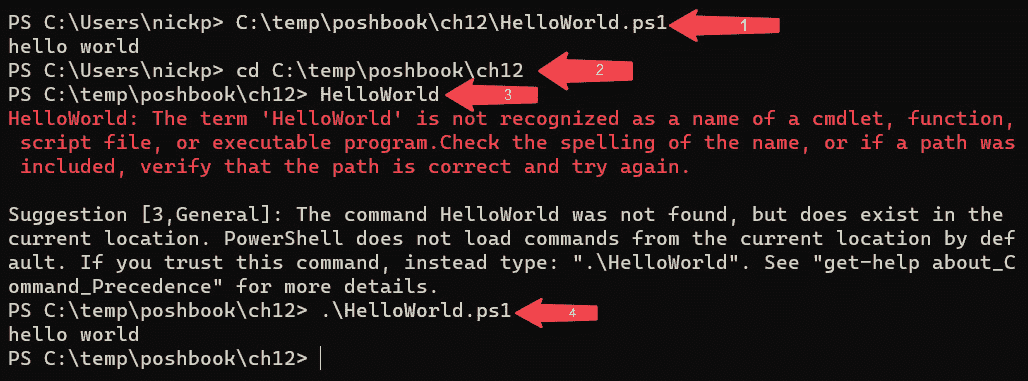 PS C:\Users\nickp> C:\temp\poshbook\ch12\HelloWorld.ps1 1
hello world
PS C:\Users\nickp> cd C:\temp\poshbook\ch12 2
PS C:\temp\poshbook\ch12> HelloWorld 3
HelloWorld: The term 'HelloWorld' is not recognized as a name of a cmdlet, function,
script file, or executable program.Check the spelling of the name, or if a path was
included, verify that the path is correct and try again.
Suggestion [3,General]: The command HelloWorld was not found, but does exist in the
current location. PowerShell does not load commands from the current location by def
ault. If you trust this command, instead type: ".\HelloWorld". See "get-help about_C
ommand_Precedence" for more details.
PS C:\temp\poshbook\ch12> .\HelloWorld.ps1 4
hello world
PS C:\temp\poshbook\ch12>